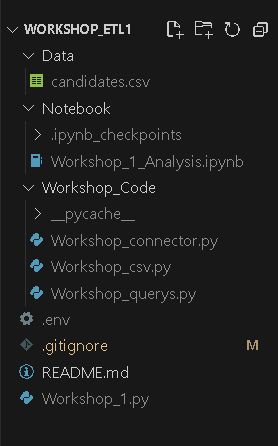 WORKSHOP_ETL1
Data
candidates.csv
Notebook
.ipynb_checkpoints
Workshop_1_Analysis.ipynb
Workshop_Code
__pycache__
Workshop_connector.py
Workshop_csv.py
Workshop_querys.py
.env
.gitignore M
README.md
Workshop_1.py